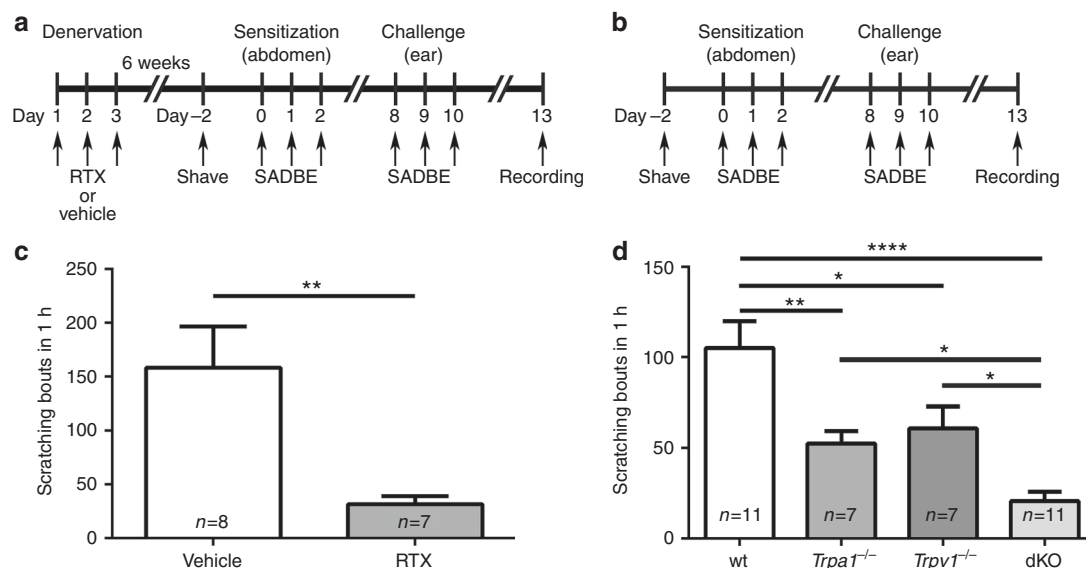 a
Denervation Sensitization (abdomen) Challenge (ear)
6 weeks
Day 1 2 3 Day –2 0 1 2 8 9 10 13
RTX or vehicle Shave SADBE SADBE Recording
b
Sensitization (abdomen) Challenge (ear)
Day –2 0 1 2 8 9 10 13
Shave SADBE SADBE Recording
c
Scratching bouts in 1 h
250
200
150
100
50
0
**
n=8 n=7
Vehicle RTX
d
Scratching bouts in 1 h
150
100
50
0
****
*
**
*
*
n=11 n=7 n=7 n=11
wt Trpa1–/– Trpv1–/– dKO